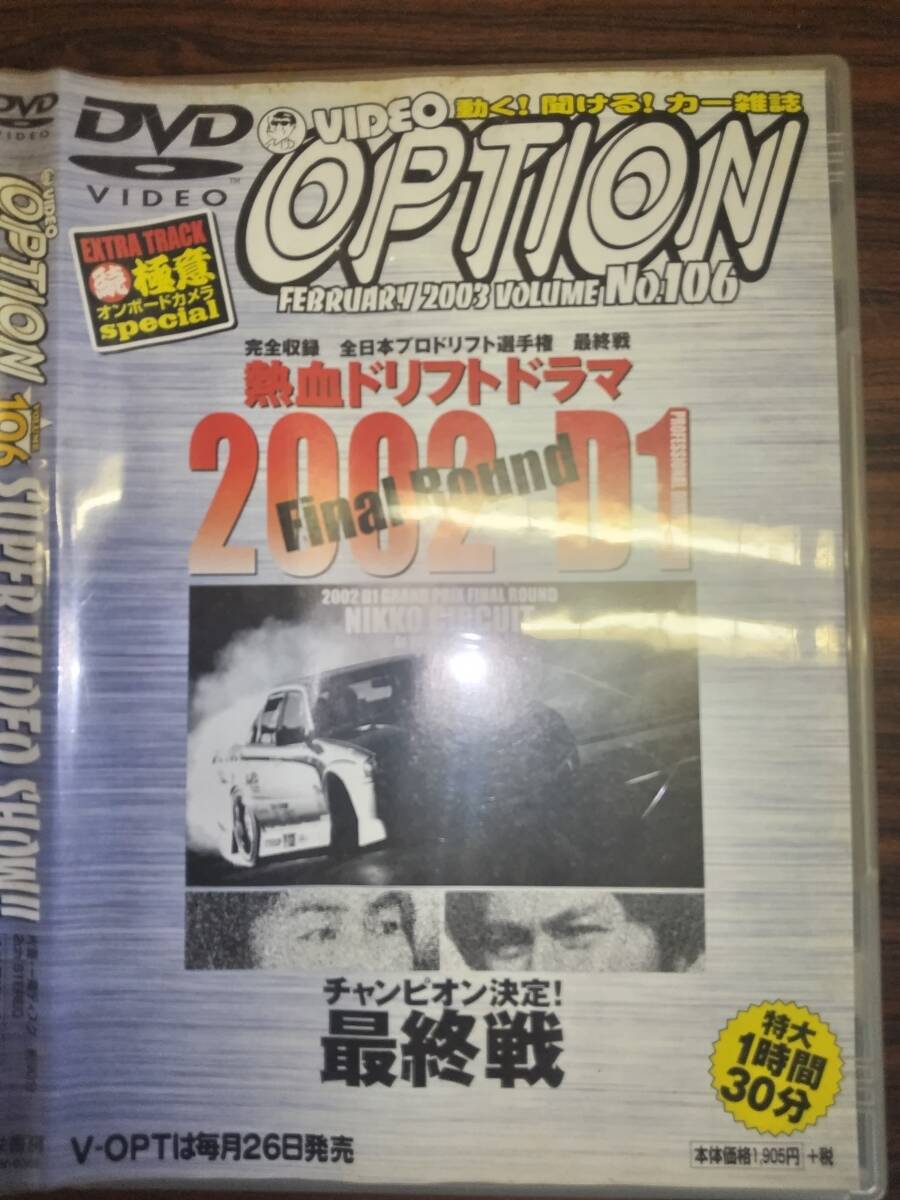 DVD
VIDEO
VIDEO
OPTION
VOLUME
106
SUPER VIDEO SHOW!!!
DVD
VIDEO
TM
VIDEO
動く!聞ける!カー雑誌
OPTION
FEBRUARY 2003 VOLUME No.106
EXTRA TRACK
続 極意
オンボードカメラ
special
完全収録 全日本プロドリフト選手権 最終戦
熱血ドリフトドラマ
2002 D1
PROFESSIONAL
Final Round
2002 D1 GRAND PRIX FINAL ROUND
NIKKO CIRCUIT
チャンピオン決定!
最終戦
特大
1時間
30分
V-OPTは毎月26日発売
本体価格1,905円 +税